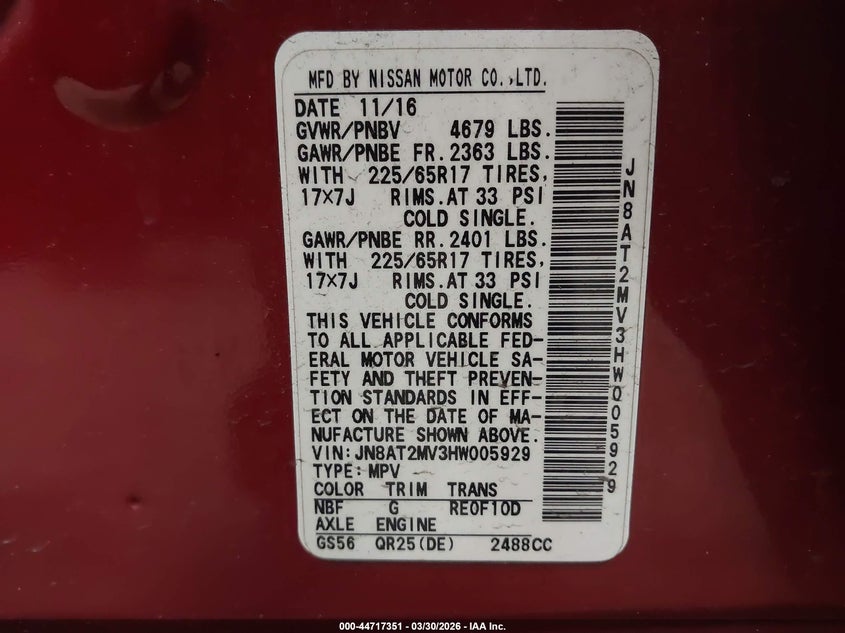 MFD BY NISSAN MOTOR CO.,LTD.
DATE 11/16
GVWR/PNBV 4679 LBS.
GAWR/PNBE FR. 2363 LBS.
WITH 225/65R17 TIRES,
17×7J RIMS. AT 33 PSI
COLD SINGLE.
GAWR/PNBE RR. 2401 LBS.
WITH 225/65R17 TIRES,
17×7J RIMS. AT 33 PSI
COLD SINGLE.
THIS VEHICLE CONFORMS
TO ALL APPLICABLE FED-
ERAL MOTOR VEHICLE SA-
FETY AND THEFT PREVEN-
TION STANDARDS IN EFF-
ECT ON THE DATE OF MA-
NUFACTURE SHOWN ABOVE.
VIN: JN8AT2MV3HW005929
TYPE: MPV
COLOR TRIM TRANS
NBF G RE0F10D
AXLE ENGINE
GS56 QR25(DE) 2488CC
JN8AT2MV3HW005929
000-44717351 — 03/30/2026 — IAA Inc.